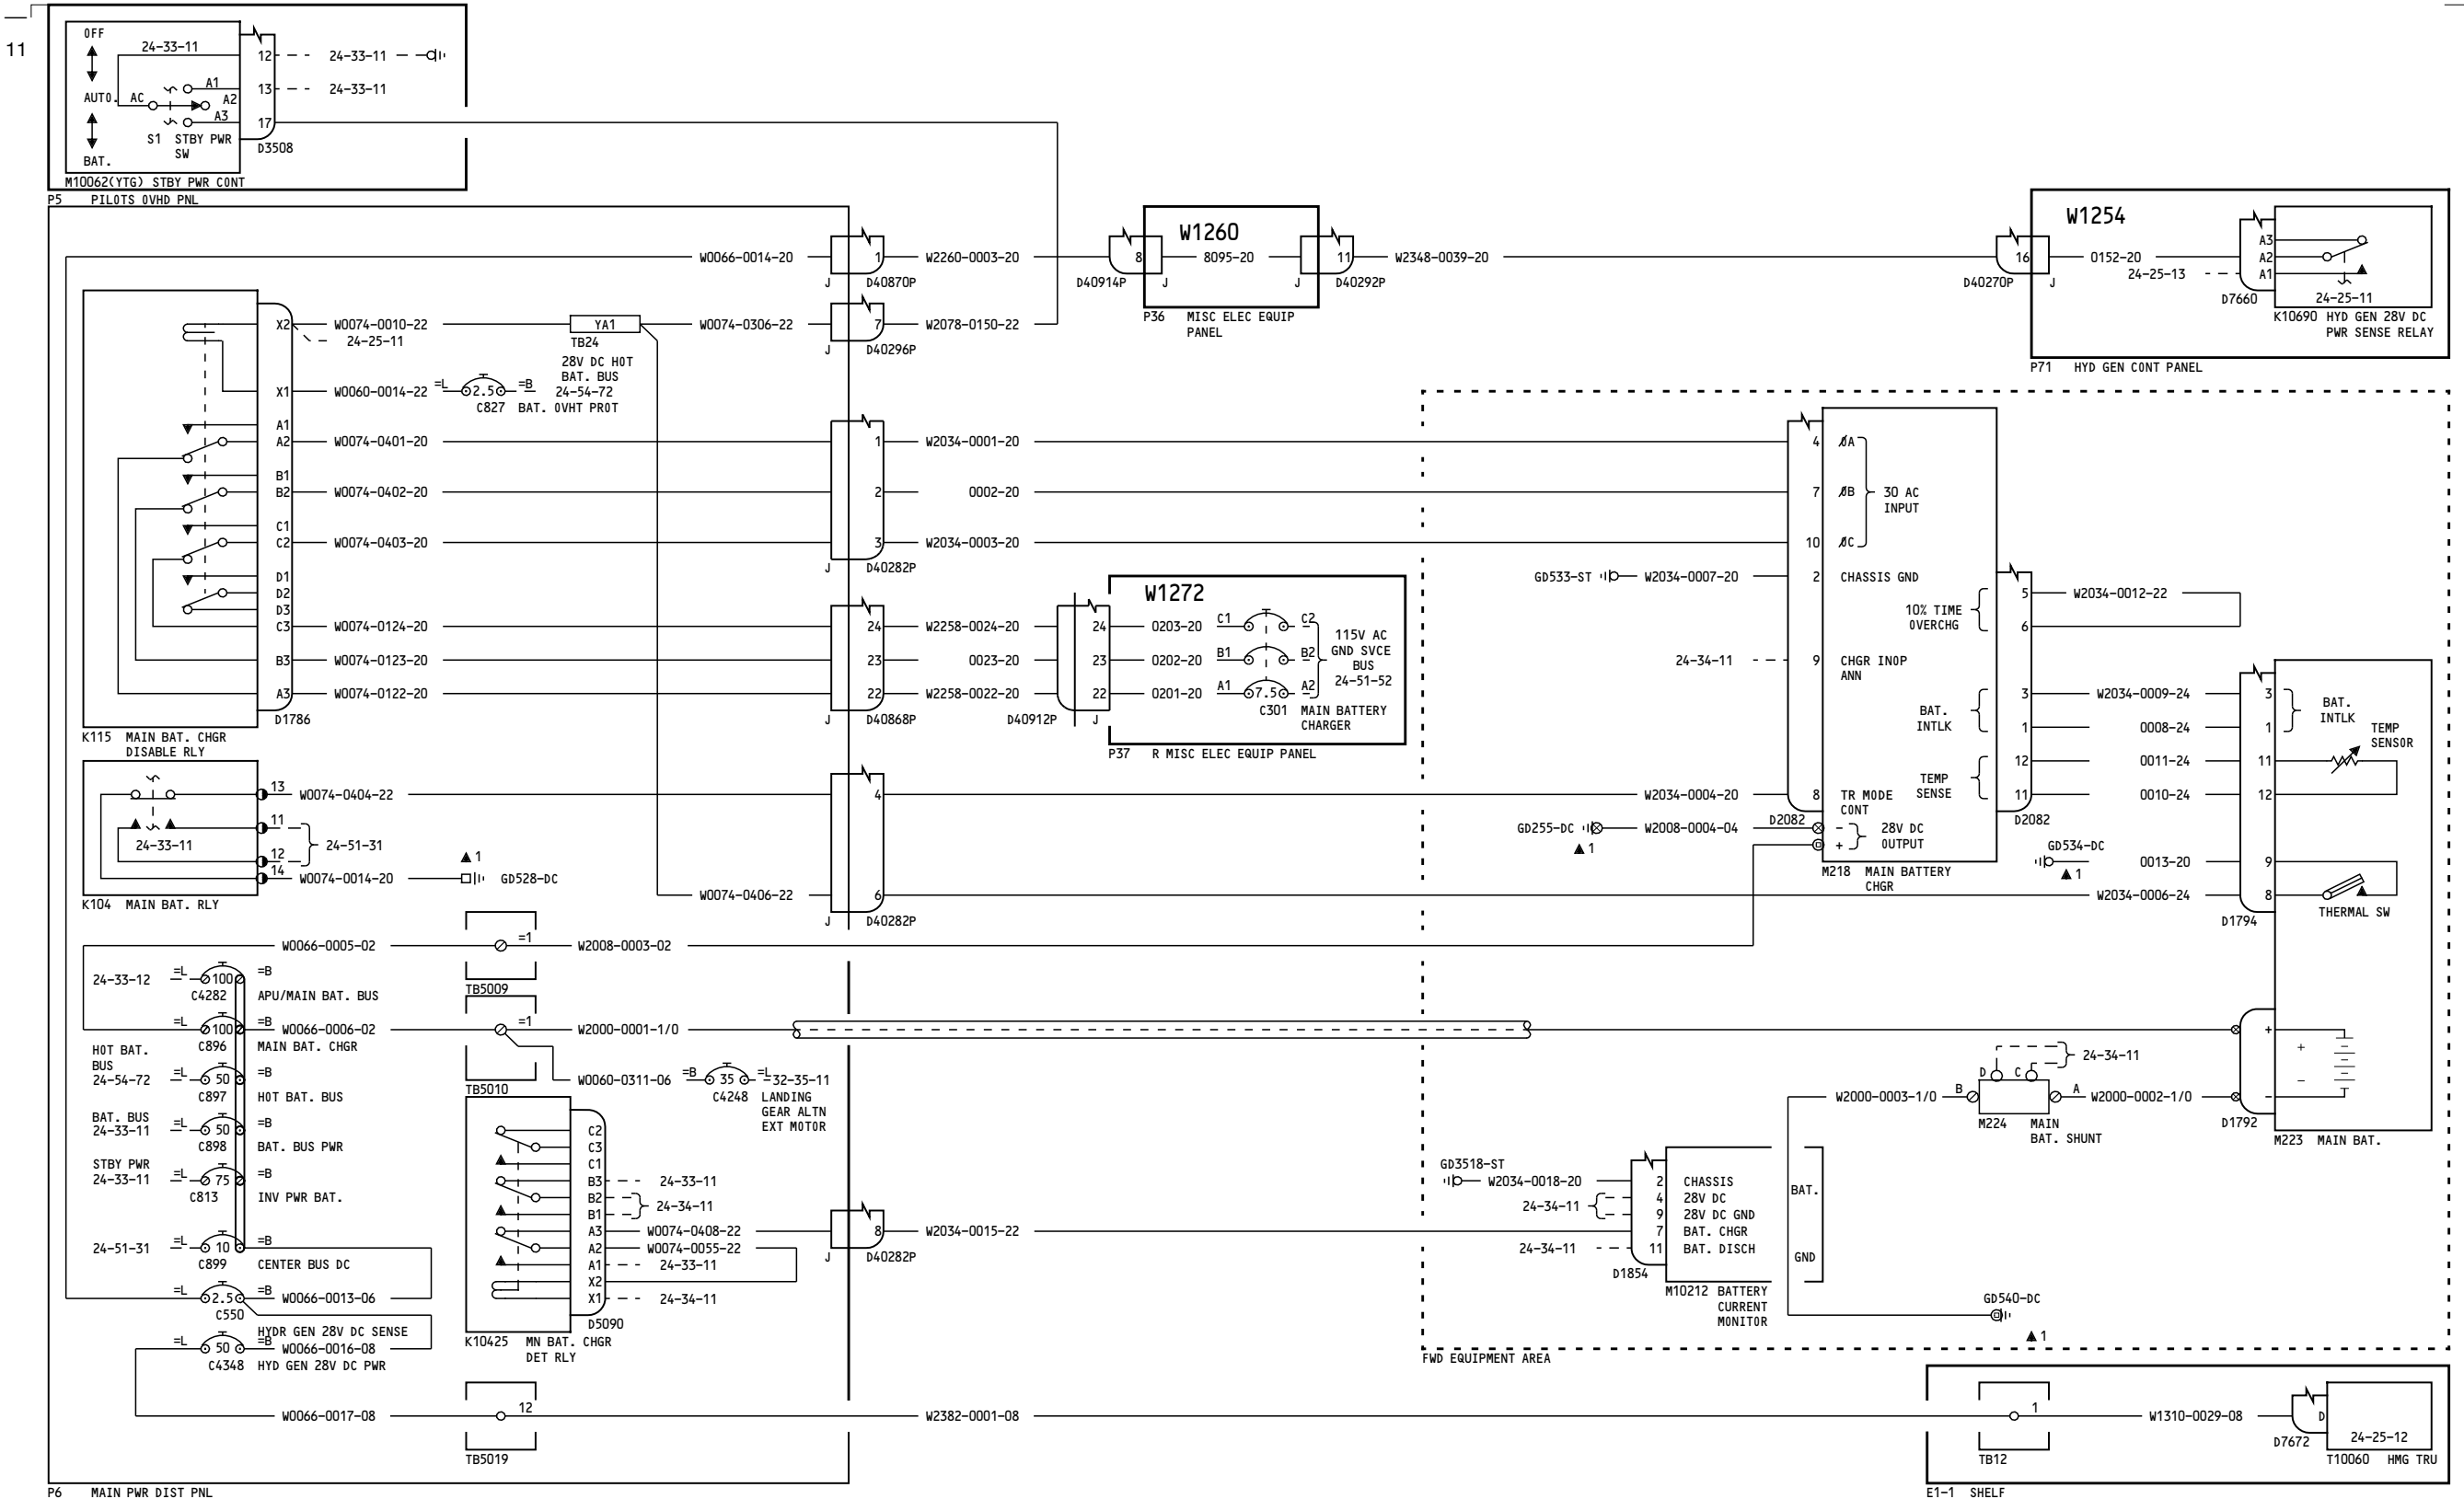 11
OFF
24-33-11
12
24-33-11
A1
13
24-33-11
AUTO.
AC
A2
A3
17
S1 STBY PWR
SW
D3508
BAT.
M10062(YTG) STBY PWR CONT
P5 PILOTS OVHD PNL
W0066-0014-20
1
W2260-0003-20
J
D40870P
8
D40914P
J
W1260
8095-20
11
J
D40292P
W2348-0039-20
P36 MISC ELEC EQUIP
PANEL
16
D40270P
J
W1254
0152-20
24-25-13
A3
A2
A1
D7660
24-25-11
K10690 HYD GEN 28V DC
PWR SENSE RELAY
P71 HYD GEN CONT PANEL
X2
W0074-0010-22
24-25-11
YA1
TB24
W0074-0306-22
7
W2078-0150-22
J
D40296P
28V DC HOT
BAT. BUS
24-54-72
X1
W0060-0014-22
=L
2.5
=B
C827 BAT. OVHT PROT
A1
A2
W0074-0401-20
1
W2034-0001-20
4
ØA
B1
B2
W0074-0402-20
2
0002-20
7
ØB
3Ø AC
INPUT
C1
C2
W0074-0403-20
3
W2034-0003-20
10
ØC
J
D40282P
D1
D2
D3
GD533-ST
W2034-0007-20
2
CHASSIS GND
10% TIME
OVERCHG
5
W2034-0012-22
6
W1272
C3
W0074-0124-20
24
W2258-0024-20
24
0203-20
C1
C2
B3
W0074-0123-20
23
0023-20
23
0202-20
B1
B2
A3
W0074-0122-20
22
W2258-0022-20
22
0201-20
A1
7.5
A2
115V AC
GND SVCE
BUS
24-51-52
D1786
J
D40868P
D40912P
J
C301 MAIN BATTERY
CHARGER
P37 R MISC ELEC EQUIP PANEL
K115 MAIN BAT. CHGR
DISABLE RLY
24-34-11
9
CHGR INOP
ANN
BAT.
INTLK
3
W2034-0009-24
3
1
0008-24
1
BAT.
INTLK
TEMP
SENSOR
TEMP
SENSE
12
0011-24
11
11
0010-24
12
13
W0074-0404-22
4
W2034-0004-20
8
TR MODE
CONT
D2082
D2082
11
24-33-11
24-51-31
12
14
W0074-0014-20
1
GD528-DC
K104 MAIN BAT. RLY
GD255-DC
1
W2008-0004-04
-
+
28V DC
OUTPUT
M218 MAIN BATTERY
CHGR
GD534-DC
1
0013-20
9
W0074-0406-22
6
J
D40282P
W2034-0006-24
8
THERMAL SW
D1794
W0066-0005-02
=1
W2008-0003-02
TB5009
24-33-12
=L
100
=B
C4282 APU/MAIN BAT. BUS
=L
100
=B
W0066-0006-02
C896 MAIN BAT. CHGR
=1
W2000-0001-1/0
TB5010
HOT BAT.
BUS
24-54-72
=L
50
=B
C897 HOT BAT. BUS
W0060-0311-06
=B
35
=L
32-35-11
C4248 LANDING
GEAR ALTN
EXT MOTOR
BAT. BUS
24-33-11
=L
50
=B
C898 BAT. BUS PWR
STBY PWR
24-33-11
=L
75
=B
C813 INV PWR BAT.
24-51-31
=L
10
=B
C899 CENTER BUS DC
=L
2.5
=B
W0066-0013-06
C550
HYDR GEN 28V DC SENSE
=L
50
=B
W0066-0016-08
C4348 HYD GEN 28V DC PWR
C2
C3
C1
B3
24-33-11
B2
24-34-11
B1
A3
W0074-0408-22
A2
W0074-0055-22
A1
24-33-11
X2
X1
24-34-11
D5090
K10425 MN BAT. CHGR
DET RLY
8
W2034-0015-22
J
D40282P
GD3518-ST
W2034-0018-20
2
CHASSIS
4
28V DC
24-34-11
9
28V DC GND
7
BAT. CHGR
24-34-11
11
BAT. DISCH
D1854
BAT.
GND
M10212 BATTERY
CURRENT
MONITOR
W2000-0003-1/0
B
D
C
24-34-11
A
W2000-0002-1/0
M224 MAIN
BAT. SHUNT
+
-
+
-
D1792
M223 MAIN BAT.
GD540-DC
1
FWD EQUIPMENT AREA
W0066-0017-08
12
TB5019
W2382-0001-08
1
TB12
W1310-0029-08
D
D7672
24-25-12
T10060 HMG TRU
P6 MAIN PWR DIST PNL
E1-1 SHELF